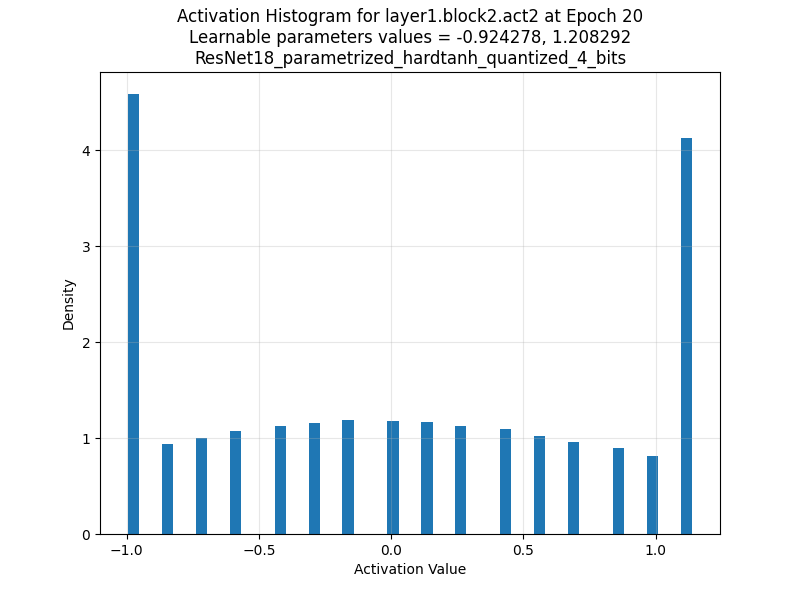 Activation Histogram for layer1.block2.act2 at Epoch 20
Learnable parameters values = -0.924278, 1.208292
ResNet18_parametrized_hardtanh_quantized_4_bits
Density
4
3
2
1
0
−1.0 −0.5 0.0 0.5 1.0
Activation Value